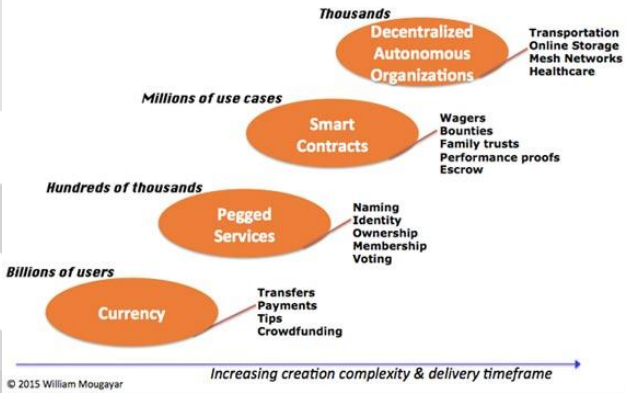 Thousands
Decentralized
Autonomous
Organizations
Transportation
Online Storage
Mesh Networks
Healthcare
Millions of use cases
Smart
Contracts
Wagers
Bounties
Family trusts
Performance proofs
Escrow
Hundreds of thousands
Pegged
Services
Naming
Identity
Ownership
Membership
Voting
Billions of users
Currency
Transfers
Payments
Tips
Crowdfunding
Increasing creation complexity & delivery timeframe
© 2015 William Mougayar